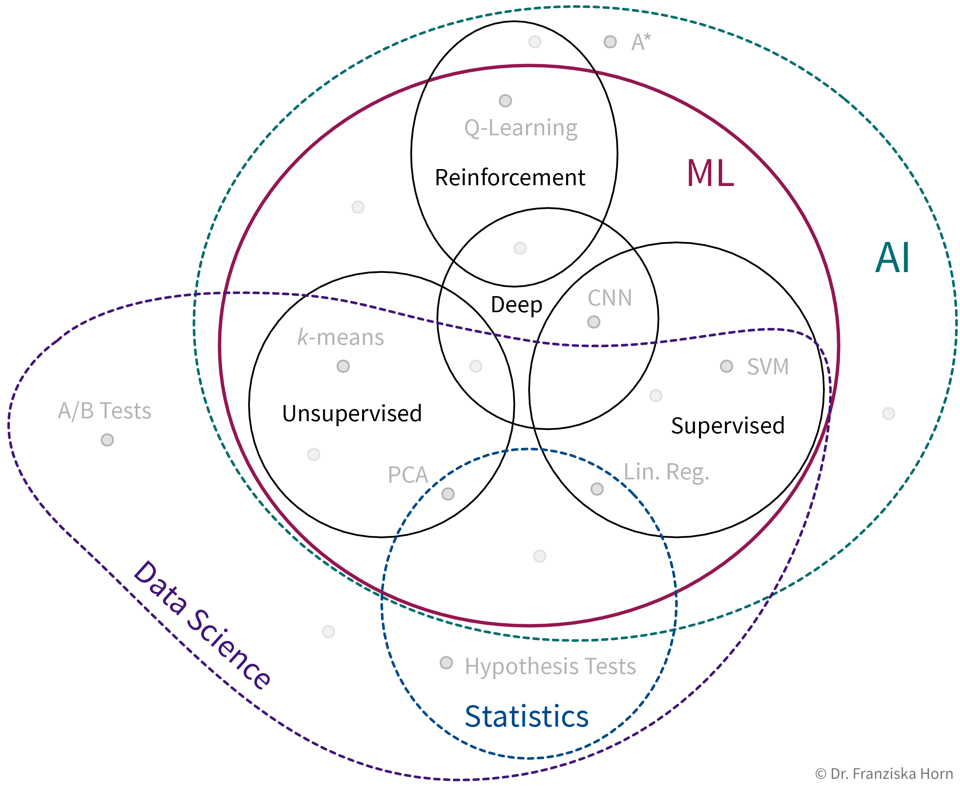 A*
Q-Learning
ML
Reinforcement
AI
CNN
Deep
k-means
SVM
A/B Tests
Unsupervised
Supervised
PCA
Lin. Reg.
Data Science
Hypothesis Tests
Statistics
© Dr. Franziska Horn